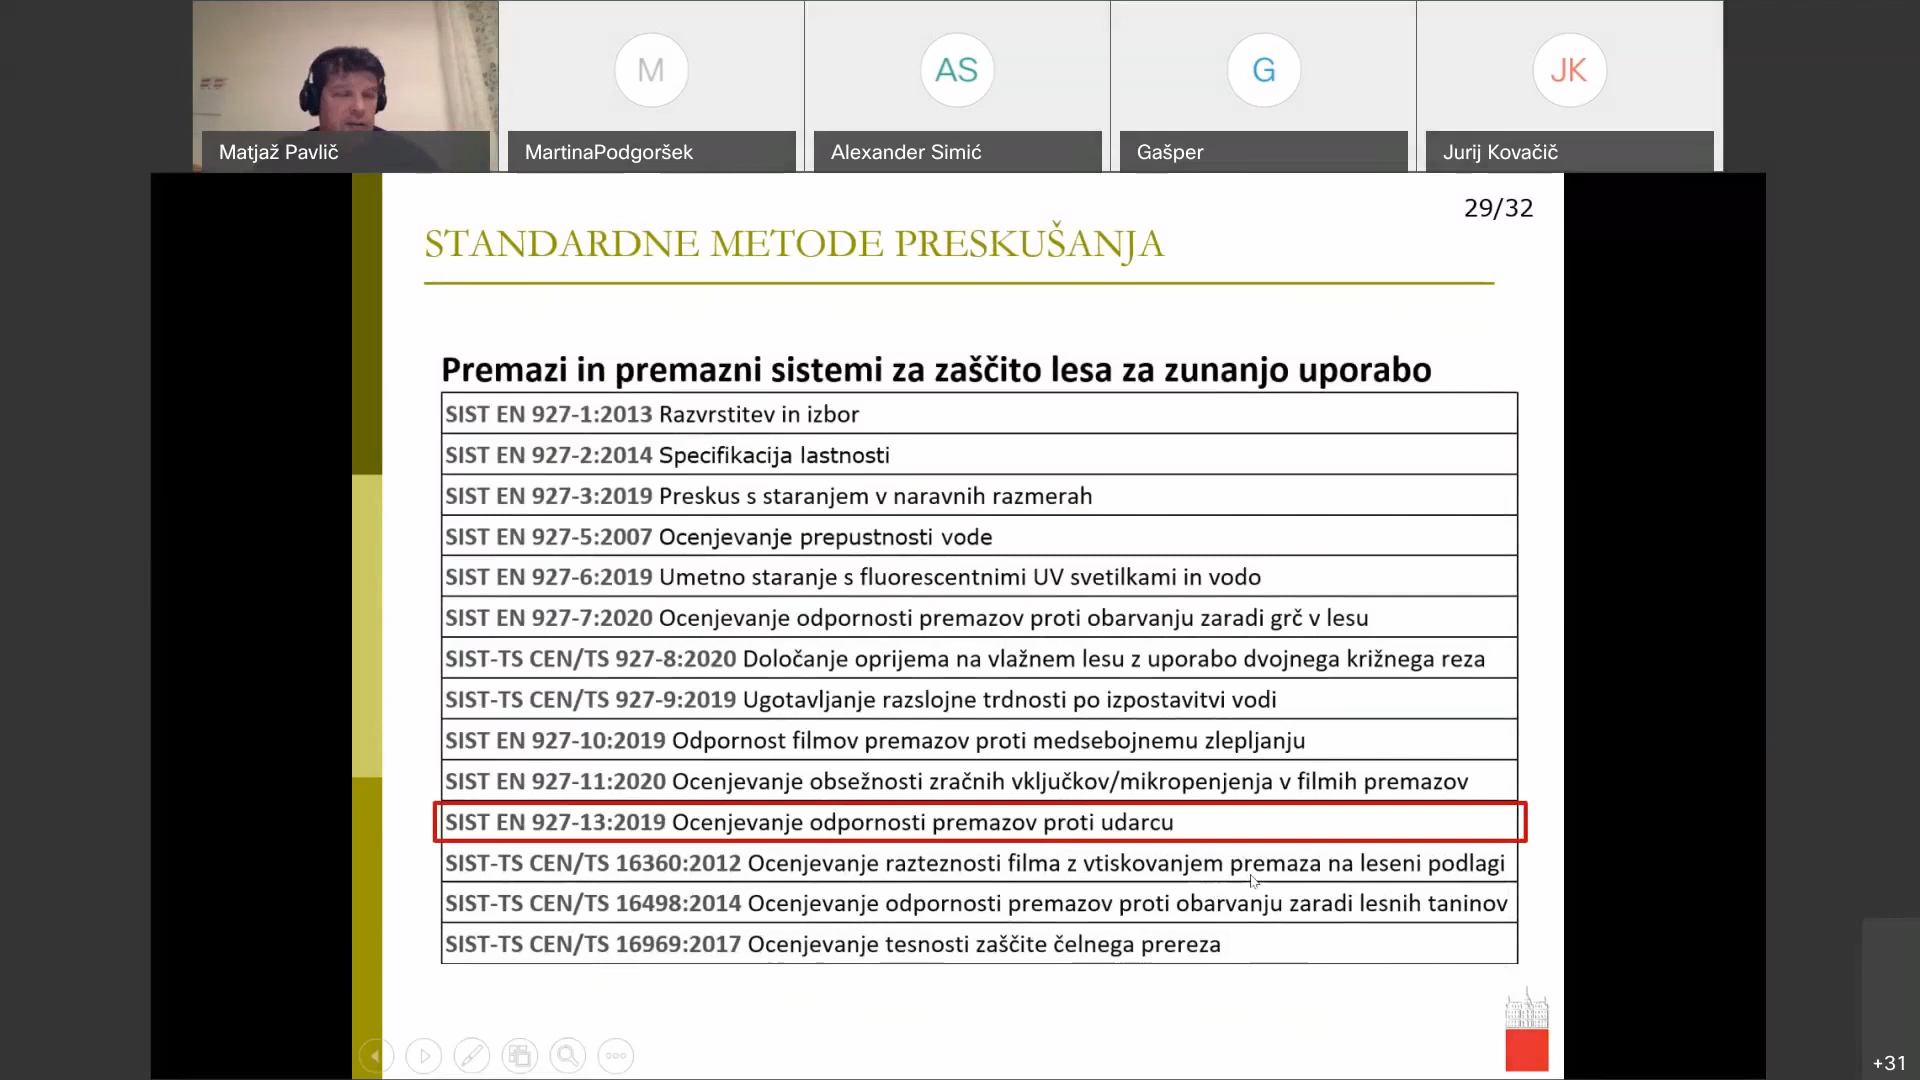 M
AS
G
JK
Matjaž Pavlič
MartinaPodgoršek
Alexander Simić
Gašper
Jurij Kovačič
29/32
STANDARDNE METODE PRESKUŠANJA
Premazi in premazni sistemi za zaščito lesa za zunanjo uporabo
SIST EN 927-1:2013 Razvrstitev in izbor
SIST EN 927-2:2014 Specifikacija lastnosti
SIST EN 927-3:2019 Preskus s staranjem v naravnih razmerah
SIST EN 927-5:2007 Ocenjevanje prepustnosti vode
SIST EN 927-6:2019 Umetno staranje s fluorescentnimi UV svetilkami in vodo
SIST EN 927-7:2020 Ocenjevanje odpornosti premazov proti obarvanju zaradi grč v lesu
SIST-TS CEN/TS 927-8:2020 Določanje oprijema na vlažnem lesu z uporabo dvojnega križnega reza
SIST-TS CEN/TS 927-9:2019 Ugotavljanje razslojne trdnosti po izpostavitvi vodi
SIST EN 927-10:2019 Odpornost filmov premazov proti medsebojnemu zlepljanju
SIST EN 927-11:2020 Ocenjevanje obsežnosti zračnih vključkov/mikropenjenja v filmih premazov
SIST EN 927-13:2019 Ocenjevanje odpornosti premazov proti udarcu
SIST-TS CEN/TS 16360:2012 Ocenjevanje razteznosti filma z vtiskovanjem premaza na leseni podlagi
SIST-TS CEN/TS 16498:2014 Ocenjevanje odpornosti premazov proti obarvanju zaradi lesnih taninov
SIST-TS CEN/TS 16969:2017 Ocenjevanje tesnosti zaščite čelnega prereza
+31